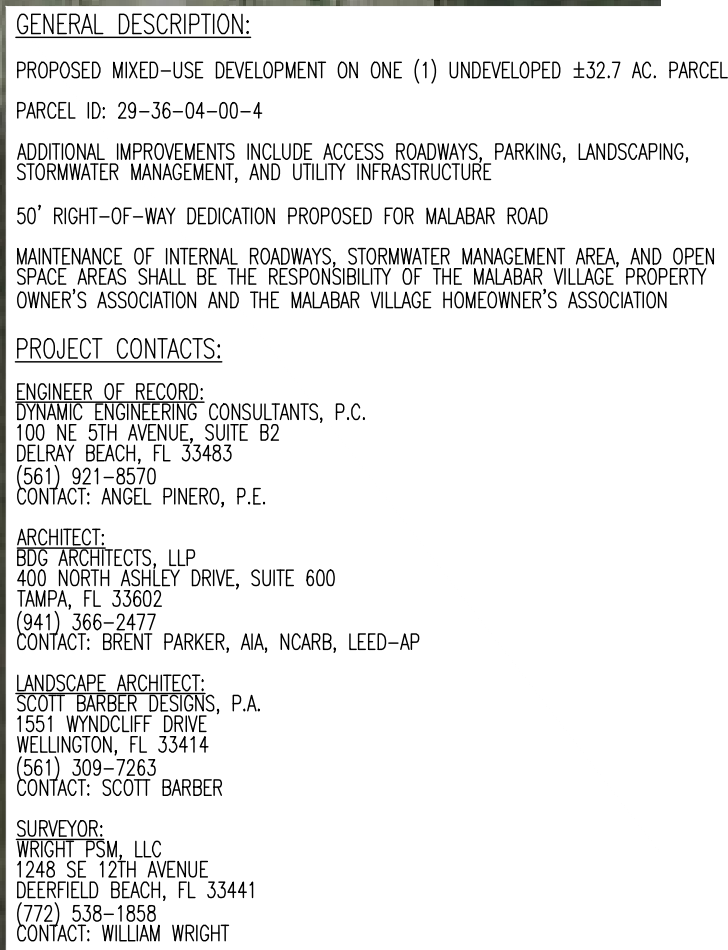 GENERAL DESCRIPTION:
PROPOSED MIXED-USE DEVELOPMENT ON ONE (1) UNDEVELOPED ±32.7 AC. PARCEL
PARCEL ID: 29-36-04-00-4
ADDITIONAL IMPROVEMENTS INCLUDE ACCESS ROADWAYS, PARKING, LANDSCAPING,
STORMWATER MANAGEMENT, AND UTILITY INFRASTRUCTURE
50' RIGHT-OF-WAY DEDICATION PROPOSED FOR MALABAR ROAD
MAINTENANCE OF INTERNAL ROADWAYS, STORMWATER MANAGEMENT AREA, AND OPEN
SPACE AREAS SHALL BE THE RESPONSIBILITY OF THE MALABAR VILLAGE PROPERTY
OWNER'S ASSOCIATION AND THE MALABAR VILLAGE HOMEOWNER'S ASSOCIATION
PROJECT CONTACTS:
ENGINEER OF RECORD:
DYNAMIC ENGINEERING CONSULTANTS, P.C.
100 NE 5TH AVENUE, SUITE B2
DELRAY BEACH, FL 33483
(561) 921-8570
CONTACT: ANGEL PINERO, P.E.
ARCHITECT:
BDG ARCHITECTS, LLP
400 NORTH ASHLEY DRIVE, SUITE 600
TAMPA, FL 33602
(941) 366-2477
CONTACT: BRENT PARKER, AIA, NCARB, LEED-AP
LANDSCAPE ARCHITECT:
SCOTT BARBER DESIGNS, P.A.
1551 WYNDCLIFF DRIVE
WELLINGTON, FL 33414
(561) 309-7263
CONTACT: SCOTT BARBER
SURVEYOR:
WRIGHT PSM, LLC
1248 SE 12TH AVENUE
DEERFIELD BEACH, FL 33441
(772) 538-1858
CONTACT: WILLIAM WRIGHT